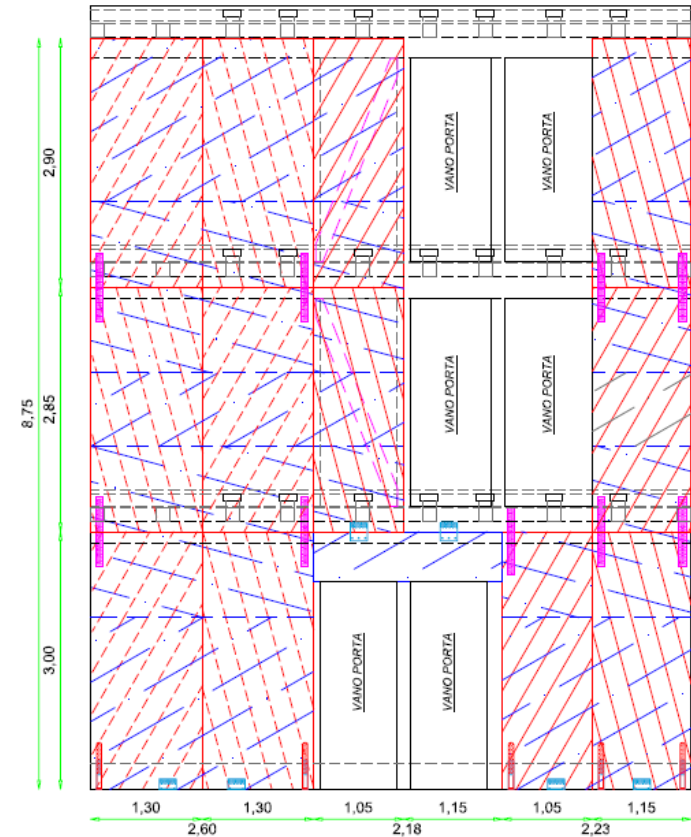 VANO PORTA
VANO PORTA
2,90
VANO PORTA
VANO PORTA
8,75
2,85
VANO PORTA
VANO PORTA
3,00
1,30
1,30
1,05
1,15
1,05
1,15
2,60
2,18
2,23